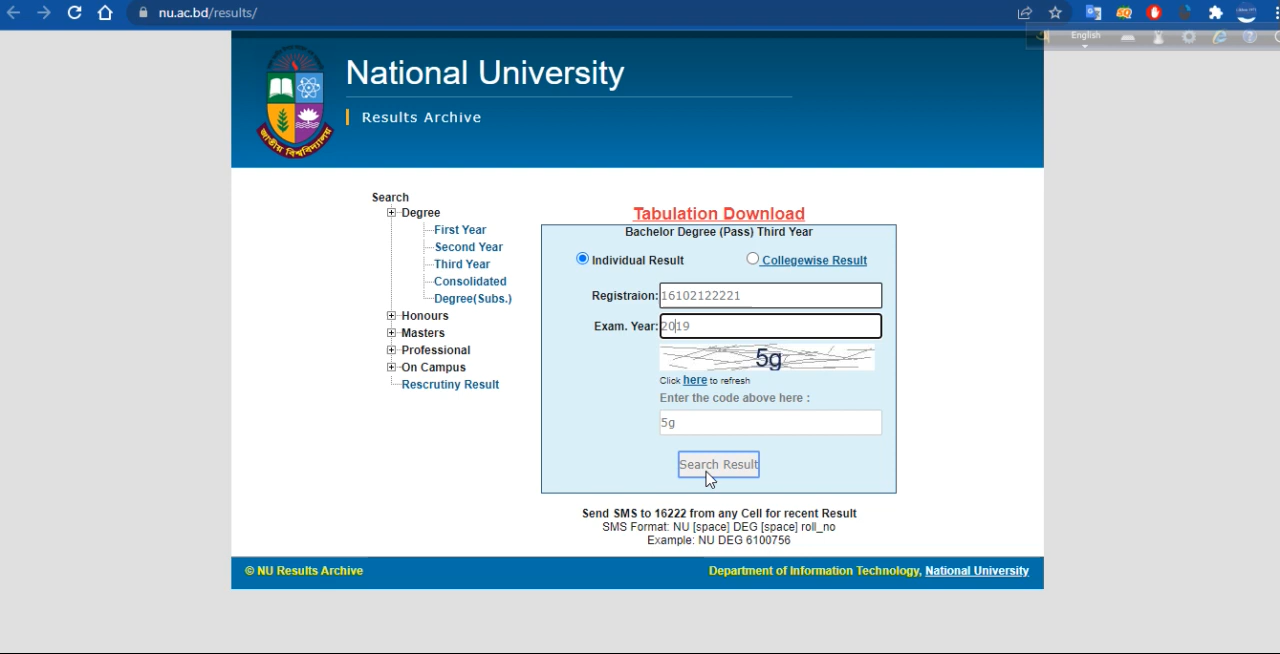 nu.ac.bd/results/
English
National University
Results Archive
জাতীয় বিশ্ববিদ্যালয়
Search
Degree
First Year
Second Year
Third Year
Consolidated
Degree(Subs.)
Honours
Masters
Professional
On Campus
Rescrutiny Result
Tabulation Download
Bachelor Degree (Pass) Third Year
Individual Result Collegewise Result
Registraion: 16102122221
Exam. Year: 2019
5g
Click here to refresh
Enter the code above here :
5g
Search Result
Send SMS to 16222 from any Cell for recent Result
SMS Format: NU [space] DEG [space] roll_no
Example: NU DEG 6100756
© NU Results Archive
Department of Information Technology, National University